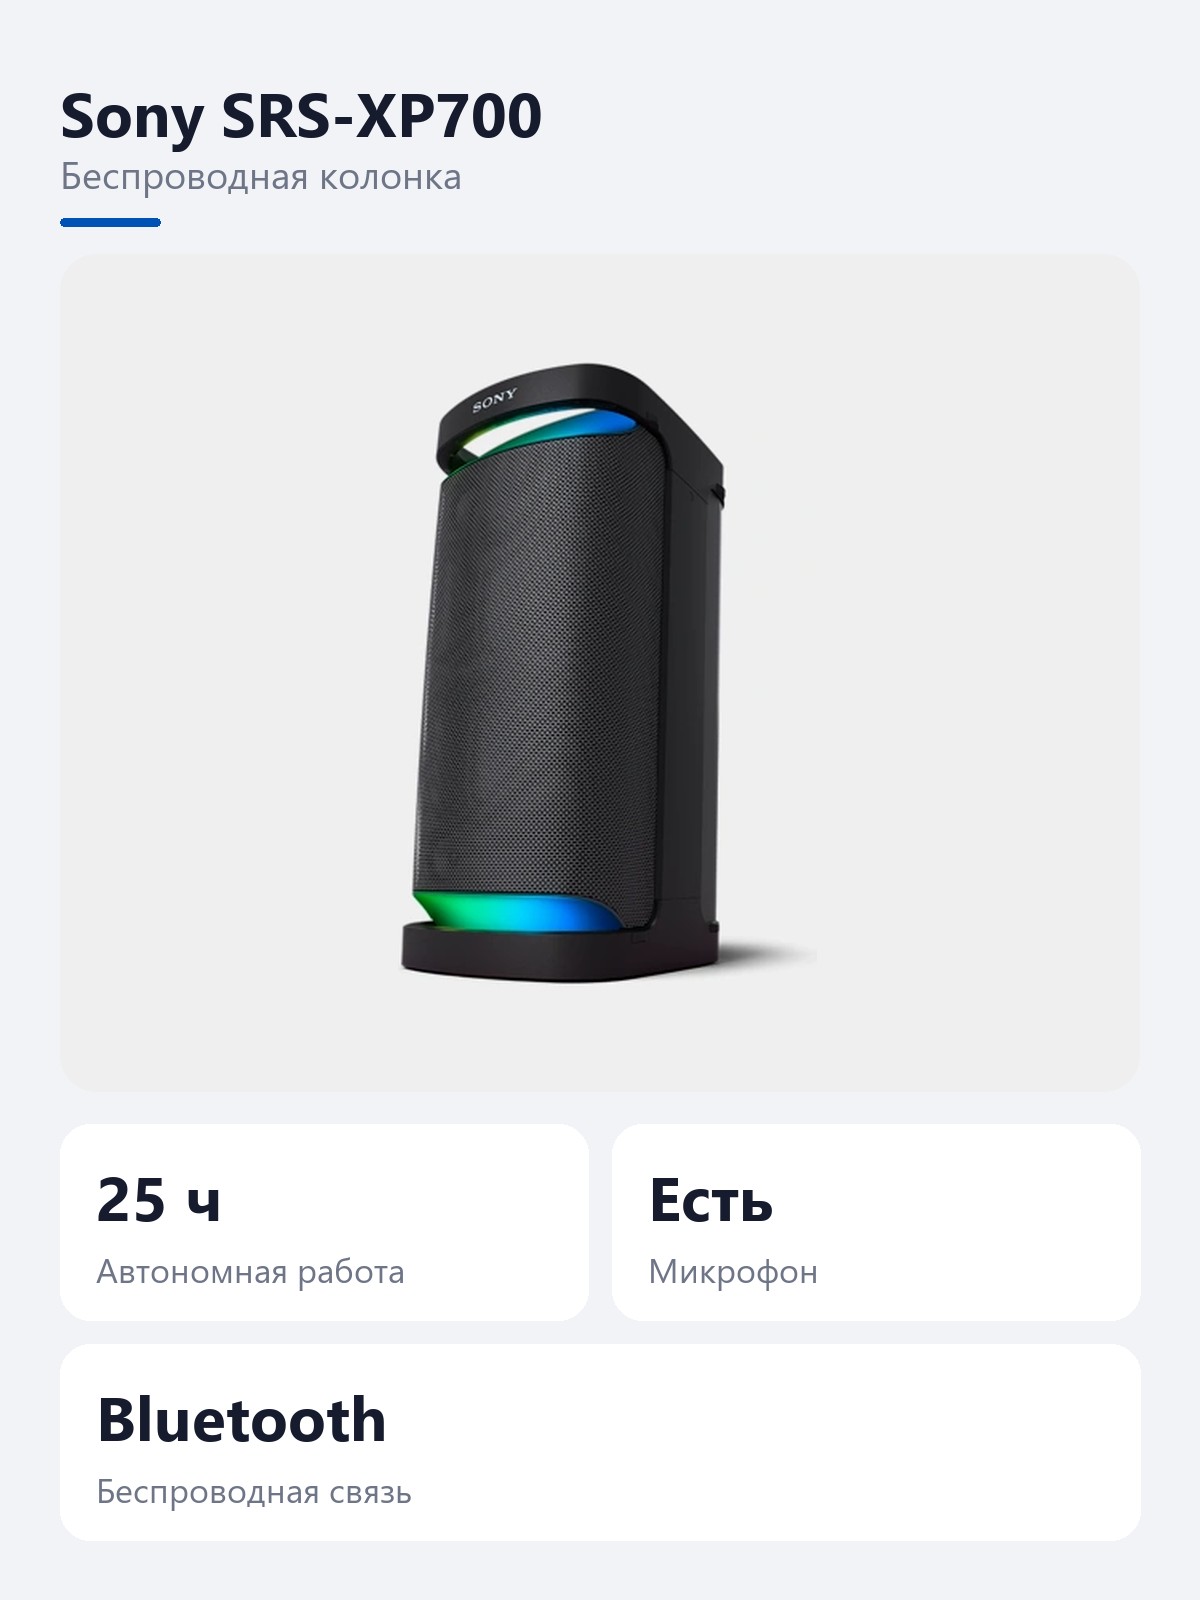 Sony SRS-XP700
Беспроводная колонка
SONY
25 ч
Автономная работа
Есть
Микрофон
Bluetooth
Беспроводная связь